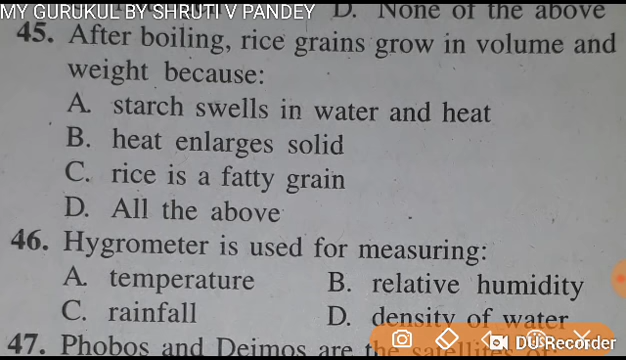 MY GURUKUL BY SHRUTI V PANDEY D. None of the above
45. After boiling, rice grains grow in volume and
weight because:
A. starch swells in water and heat
B. heat enlarges solid
C. rice is a fatty grain
D. All the above
46. Hygrometer is used for measuring:
A. temperature B. relative humidity
C. rainfall D. density of water
DU Recorder
47. Phobos and Deimos are the satellites